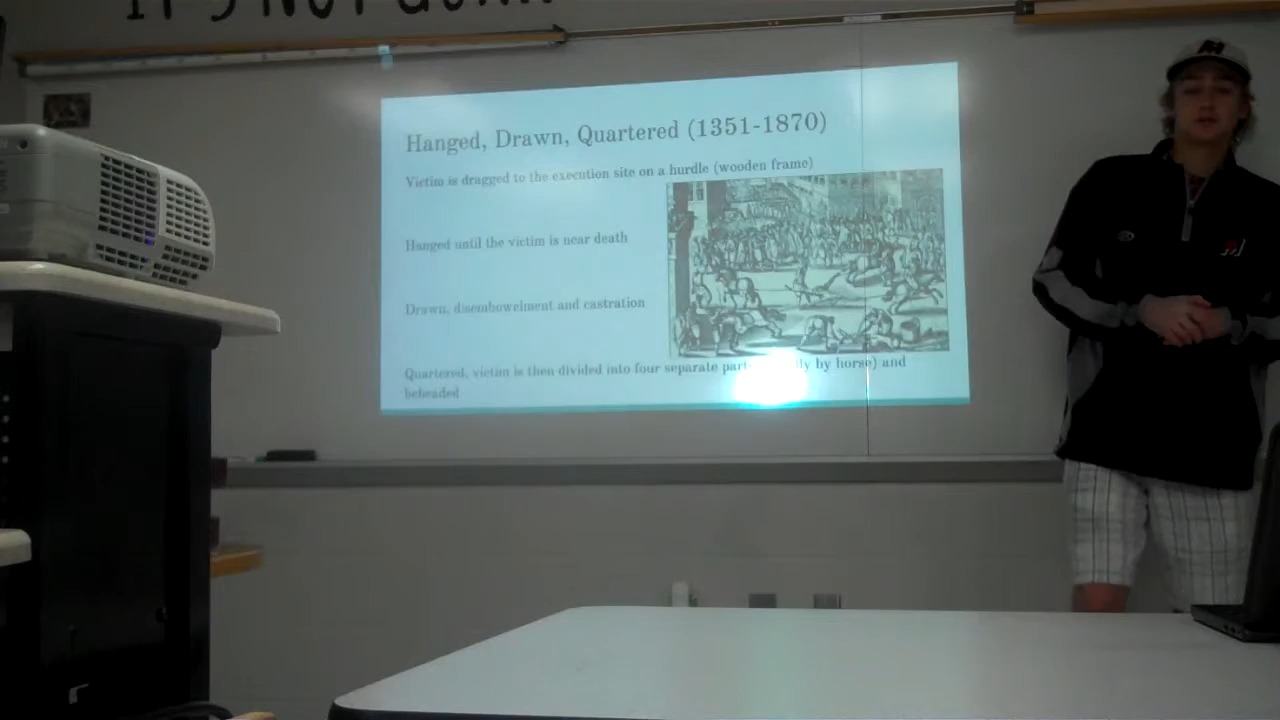 IT'S NOT
Hanged, Drawn, Quartered (1351-1870)
Victim is dragged to the execution site on a hurdle (wooden frame)
Hanged until the victim is near death
Drawn, disembowelment and castration
Quartered, victim is then divided into four separate by horse) and
beheaded